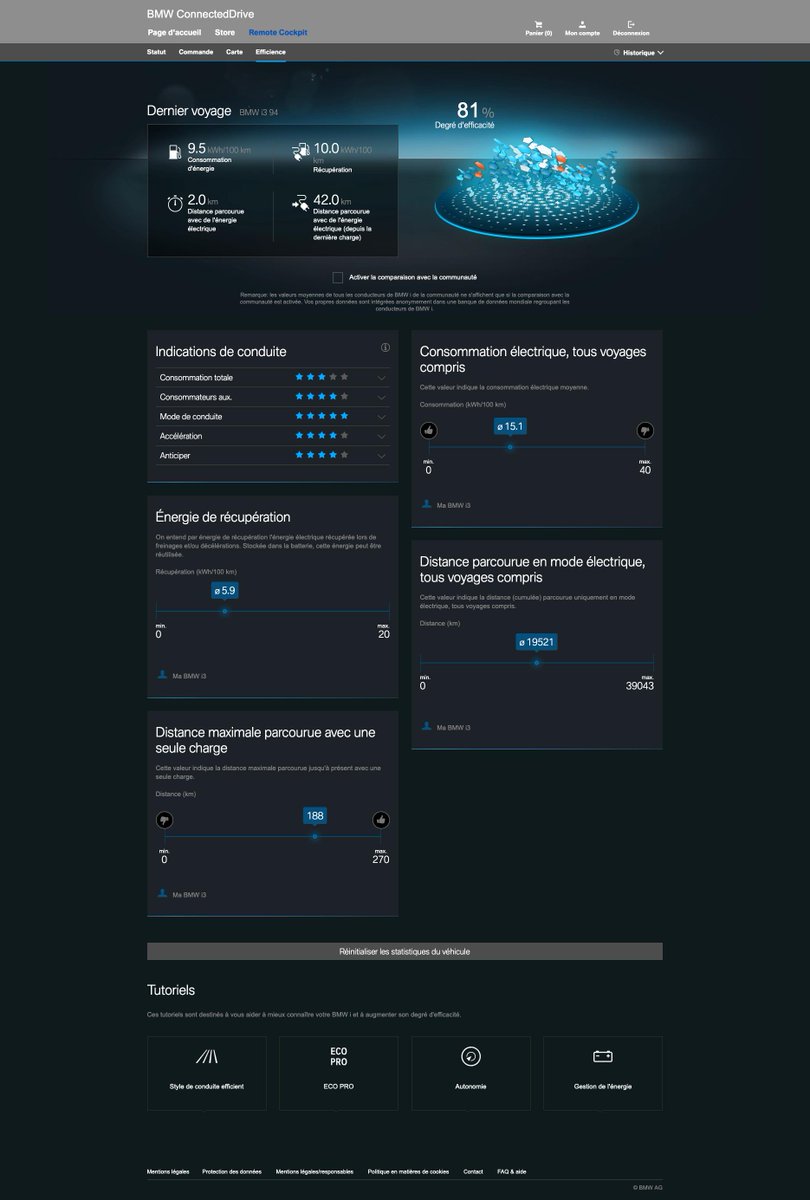 BMW ConnectedDrive
Page d'accueil
Store
Remote Cockpit
Panier (0)
Mon compte
Déconnexion
Statut
Commande
Carte
Efficience
Historique
Dernier voyage
BMW i3 94
9.5 kWh/100 km
Consommation
d'énergie
10.0 kWh/100
km
Récupération
2.0 km
Distance parcourue
avec de l'énergie
électrique
42.0 km
Distance parcourue
avec de l'énergie
électrique (depuis la
dernière charge)
81 %
Degré d'efficacité
Activer la comparaison avec la communauté
Remarque: les valeurs moyennes de tous les conducteurs de BMW i de la communauté ne s'affichent que si la comparaison avec la
communauté est activée. Vos propres données sont intégrées anonymement dans une banque de données mondiale regroupant les
conducteurs de BMW i.
Indications de conduite
Consommation totale
Consommateurs aux.
Mode de conduite
Accélération
Anticiper
Consommation électrique, tous voyages
compris
Cette valeur indique la consommation électrique moyenne.
Consommation (kWh/100 km)
ø 15.1
min.
0
max.
40
Ma BMW i3
Énergie de récupération
On entend par énergie de récupération l'énergie électrique récupérée lors de
freinages et/ou décélérations. Stockée dans la batterie, cette énergie peut être
réutilisée.
Récupération (kWh/100 km)
ø 5.9
min.
0
max.
20
Ma BMW i3
Distance parcourue en mode électrique,
tous voyages compris
Cette valeur indique la distance (cumulée) parcourue uniquement en mode
électrique, tous voyages compris.
Distance (km)
ø 19521
min.
0
max.
39043
Ma BMW i3
Distance maximale parcourue avec une
seule charge
Cette valeur indique la distance maximale parcourue jusqu'à présent avec une
seule charge.
Distance (km)
188
min.
0
max.
270
Ma BMW i3
Réinitialiser les statistiques du véhicule
Tutoriels
Ces tutoriels sont destinés à vous aider à mieux connaître votre BMW i et à augmenter son degré d'efficacité.
Style de conduite efficient
ECO
PRO
ECO PRO
Autonomie
Gestion de l'énergie
Mentions légales
Protection des données
Mentions légales/responsables
Politique en matières de cookies
Contact
FAQ & aide
© BMW AG